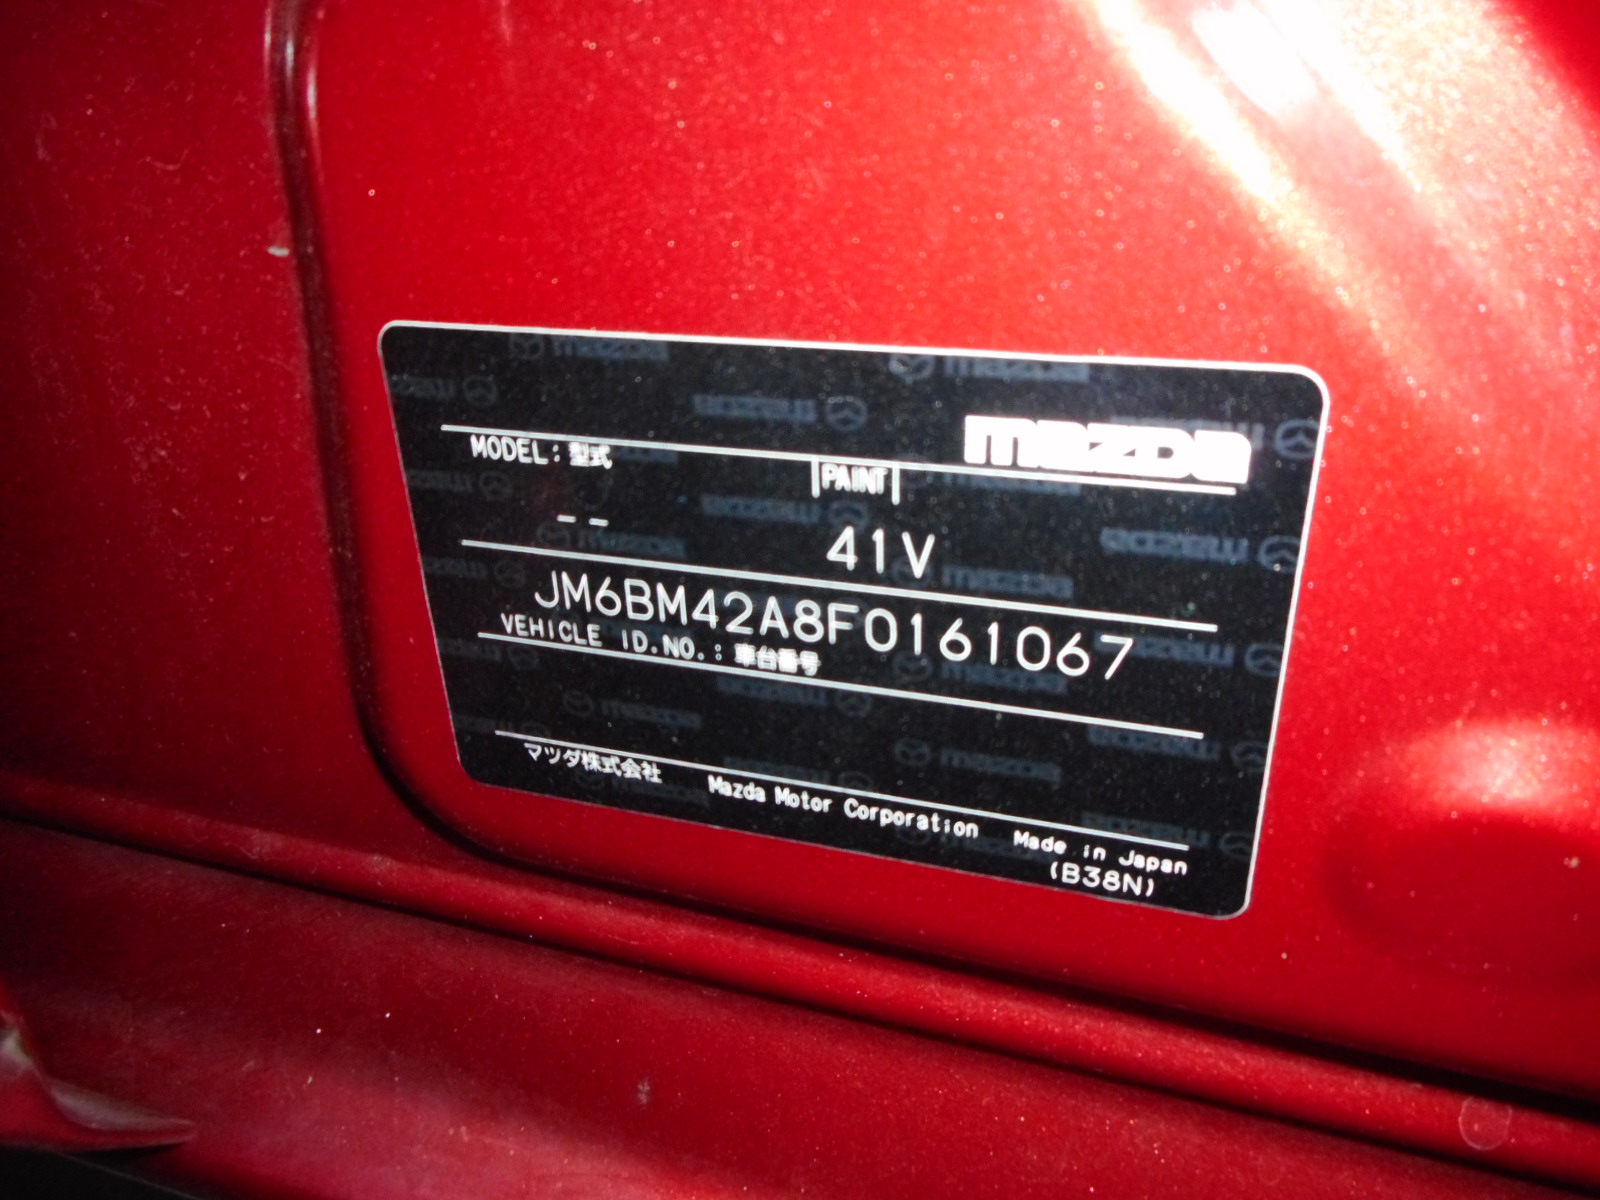 mazda
MODEL: 型式
PAINT
-- 41V
JM6BM42A8F0161067
VEHICLE ID.NO.: 車台番号
マツダ株式会社 Mazda Motor Corporation Made in Japan
(B38N)